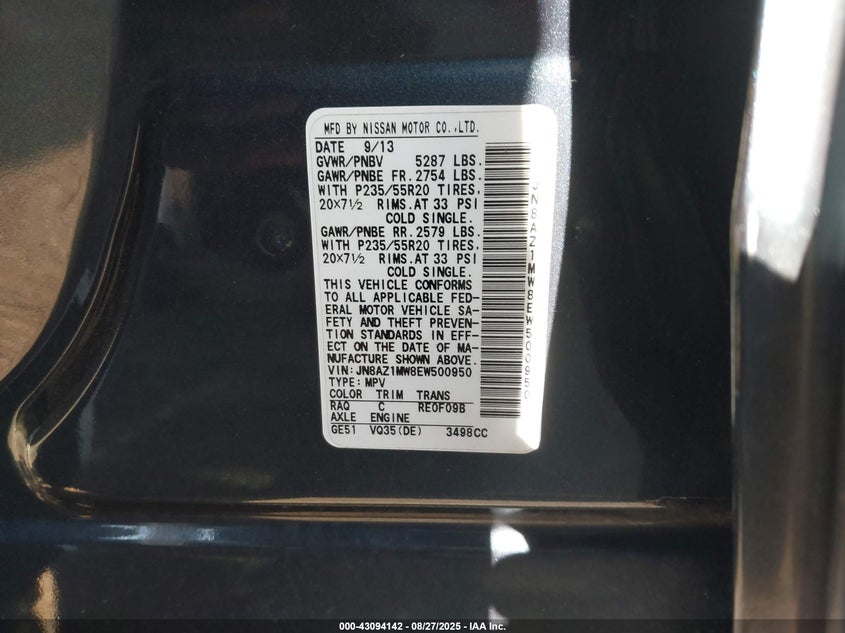 MFD BY NISSAN MOTOR CO.,LTD.
DATE 9/13
GVWR/PNBV 5287 LBS.
GAWR/PNBE FR. 2754 LBS.
WITH P235/55R20 TIRES,
20×7½ RIMS.AT 33 PSI
COLD SINGLE.
GAWR/PNBE RR. 2579 LBS.
WITH P235/55R20 TIRES,
20×7½ RIMS.AT 33 PSI
COLD SINGLE.
THIS VEHICLE CONFORMS
TO ALL APPLICABLE FED-
ERAL MOTOR VEHICLE SA-
FETY AND THEFT PREVEN-
TION STANDARDS IN EFF-
ECT ON THE DATE OF MA-
NUFACTURE SHOWN ABOVE.
VIN: JN8AZ1MW8EW500950
TYPE: MPV
COLOR TRIM TRANS
RAQ C RE0F09B
AXLE ENGINE
GE51 VQ35(DE) 3498CC
JN8AZ1MW8EW500950
000-43094142 - 08/27/2025 - IAA Inc.